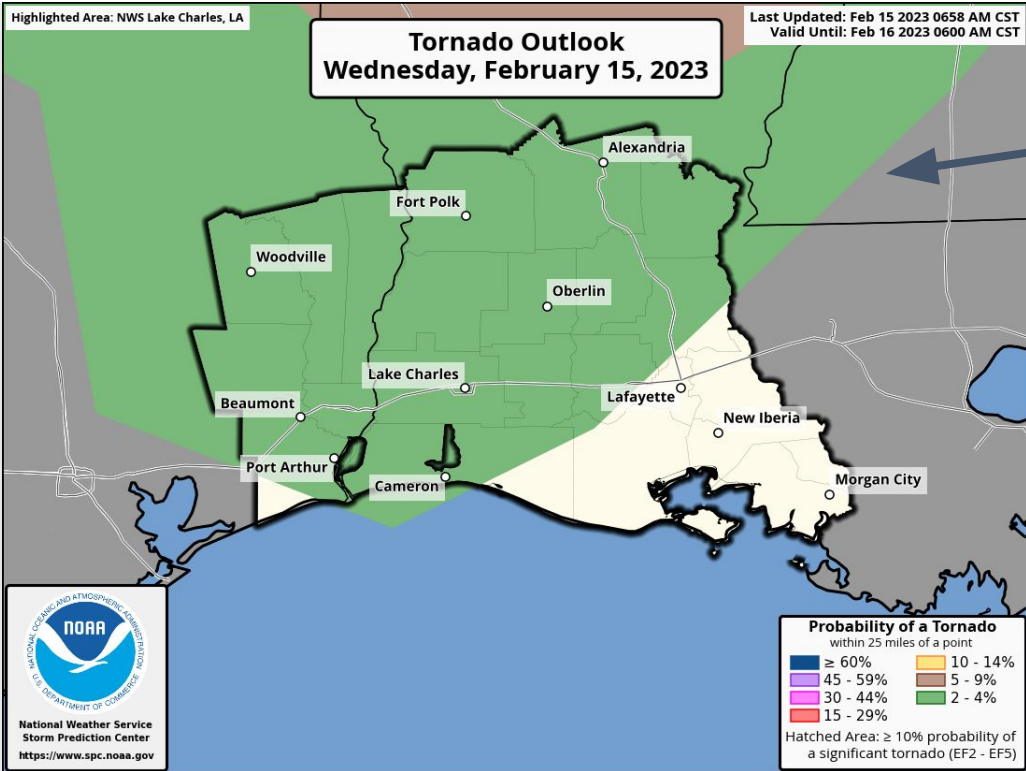 Highlighted Area: NWS Lake Charles, LA
Last Updated: Feb 15 2023 0658 AM CST
Valid Until: Feb 16 2023 0600 AM CST
Tornado Outlook
Wednesday, February 15, 2023
Alexandria
Fort Polk
Woodville
Oberlin
Lake Charles
Lafayette
Beaumont
New Iberia
Port Arthur
Cameron
Morgan City
NATIONAL OCEANIC AND ATMOSPHERIC ADMINISTRATION
NOAA
U.S. DEPARTMENT OF COMMERCE
National Weather Service
Storm Prediction Center
https://www.spc.noaa.gov
Probability of a Tornado
within 25 miles of a point
≥ 60%
45 - 59%
30 - 44%
15 - 29%
10 - 14%
5 - 9%
2 - 4%
Hatched Area: ≥ 10% probability of
a significant tornado (EF2 - EF5)